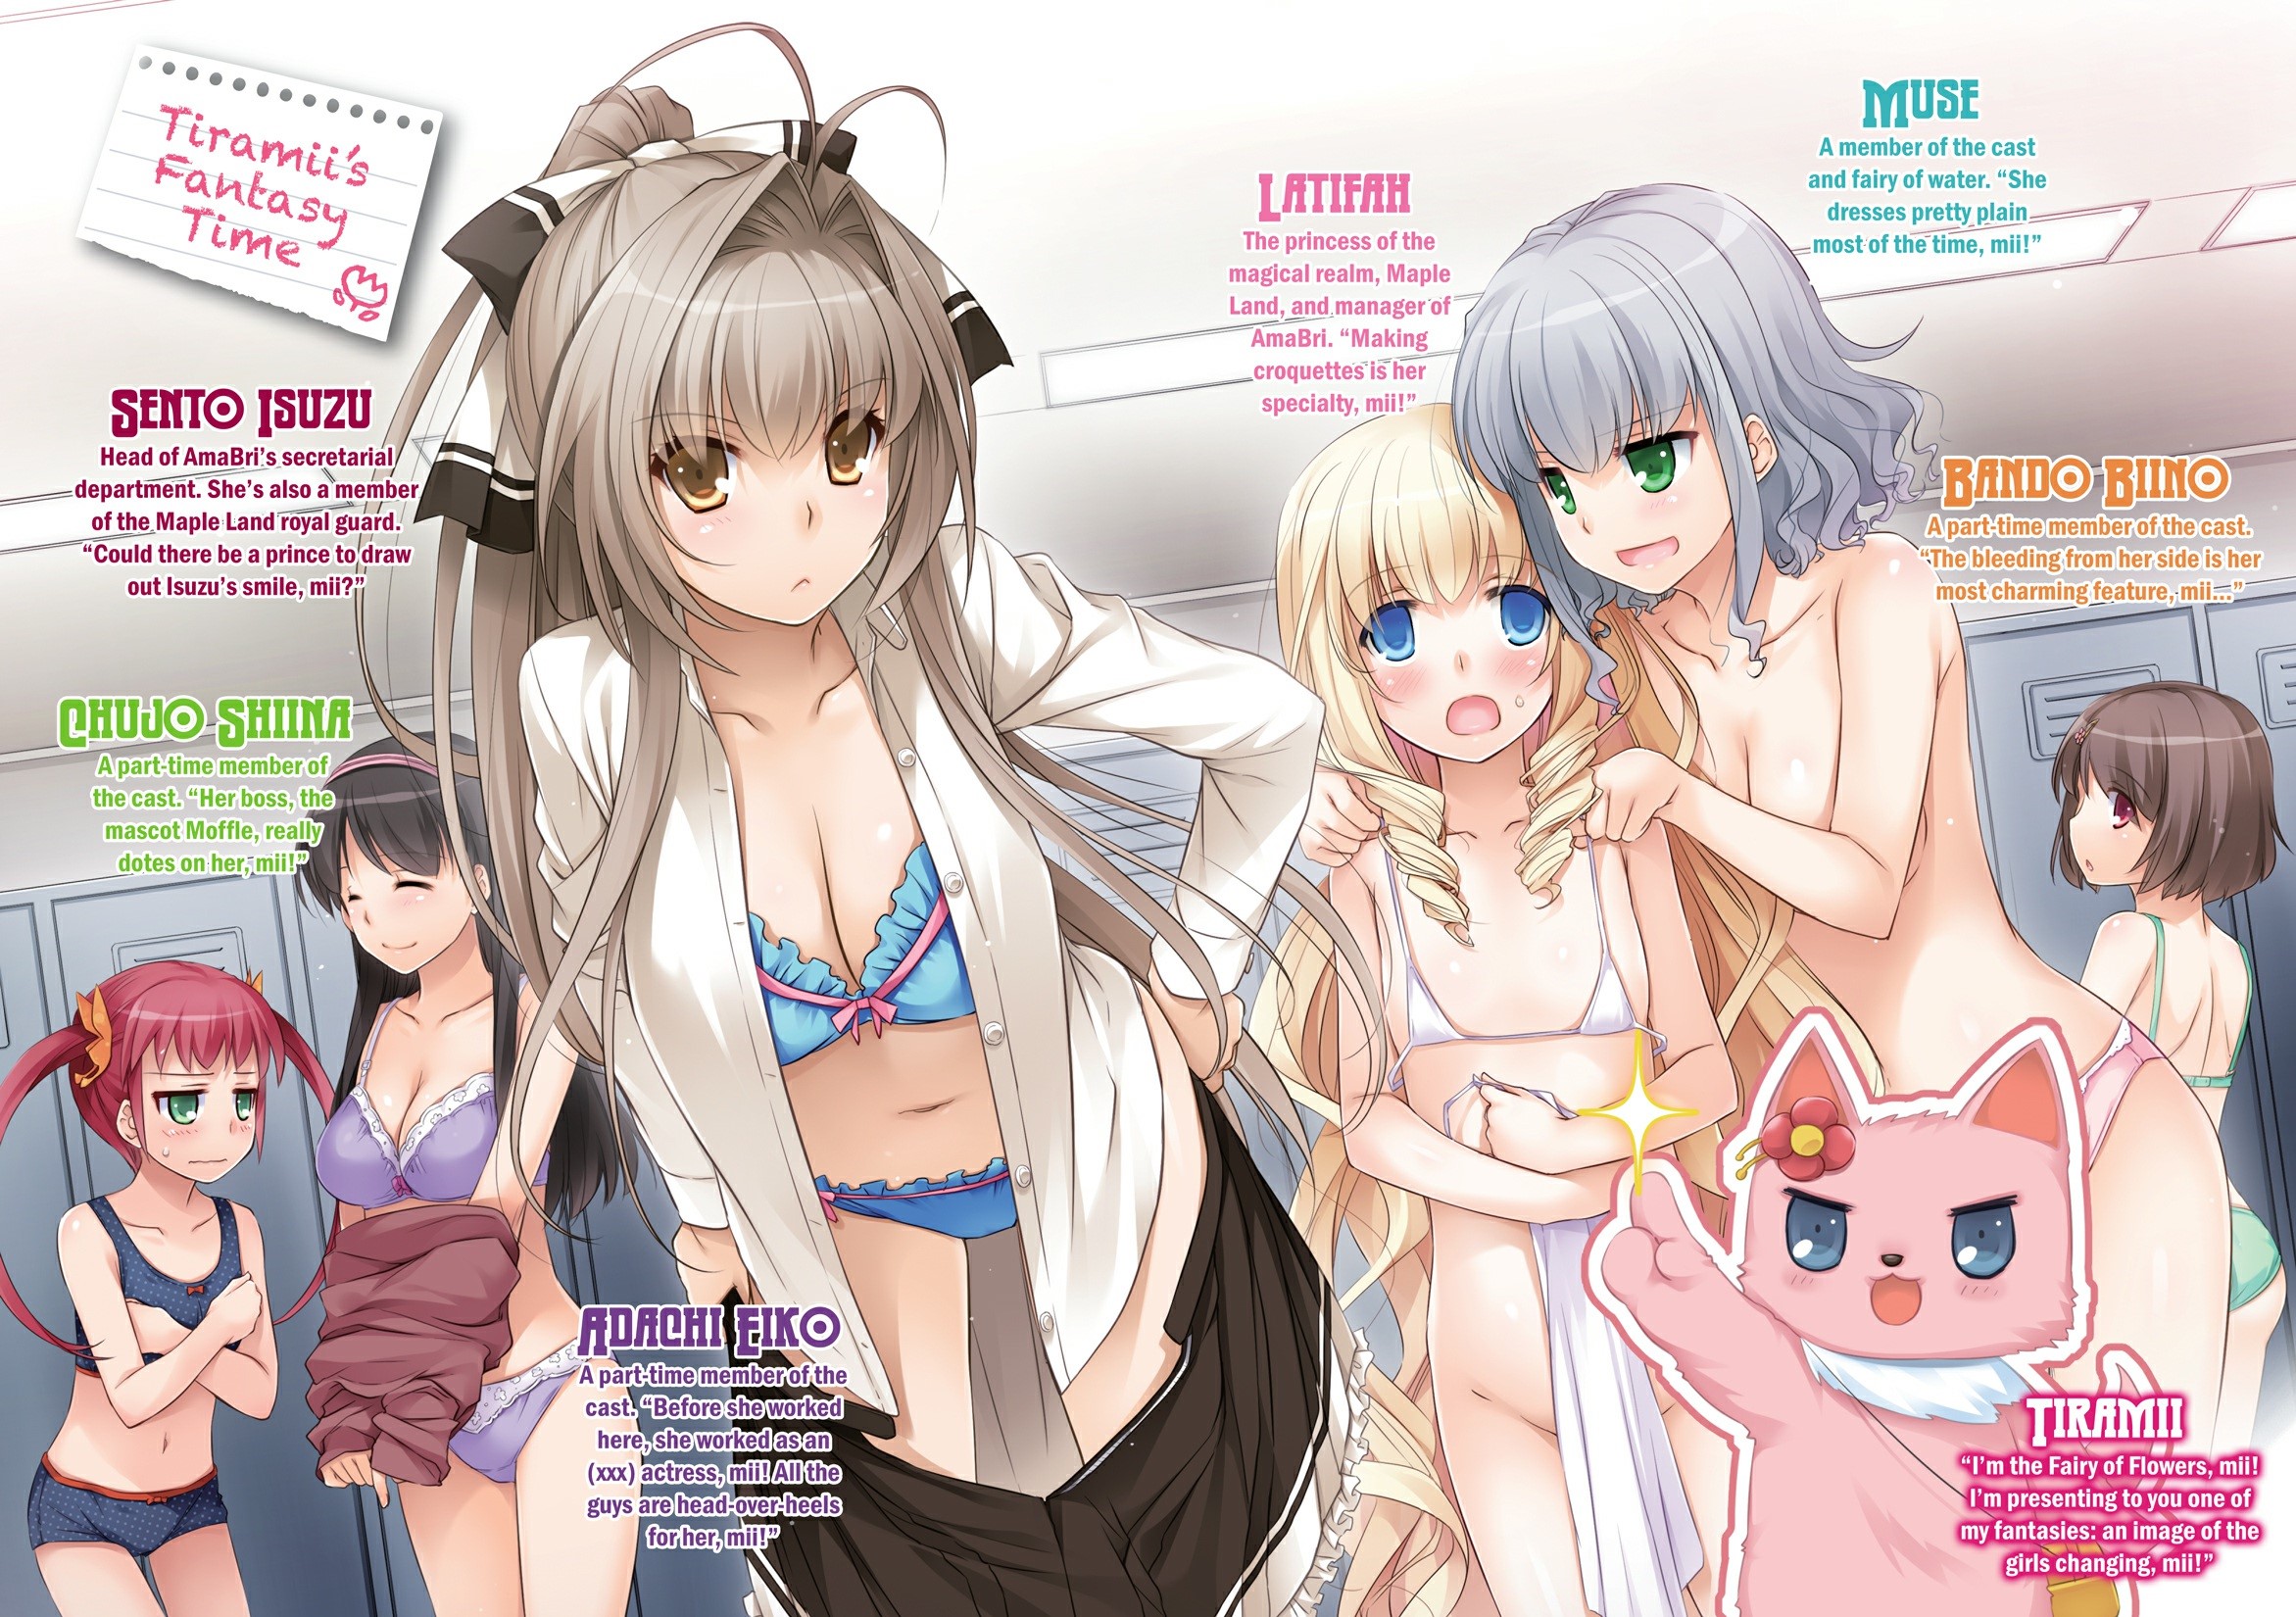 Tiramii's
Fantasy
Time
SENTO ISUZU
Head of AmaBri's secretarial
department. She's also a member
of the Maple Land royal guard.
“Could there be a prince to draw
out Isuzu's smile, mii?”
CHUJO SHIINA
A part-time member of
the cast. “Her boss, the
mascot Moffle, really
dotes on her, mii!”
ADACHI EIKO
A part-time member of the
cast. “Before she worked
here, she worked as an
(xxx) actress, mii! All the
guys are head-over-heels
for her, mii!”
LATIFAH
The princess of the
magical realm, Maple
Land, and manager of
AmaBri. “Making
croquettes is her
specialty, mii!”
MUSE
A member of the cast
and fairy of water. “She
dresses pretty plain
most of the time, mii!”
BANDO BIINO
A part-time member of the cast.
“The bleeding from her side is her
most charming feature, mii...”
TIRAMII
“I'm the Fairy of Flowers, mii!
I'm presenting to you one of
my fantasies: an image of the
girls changing, mii!”